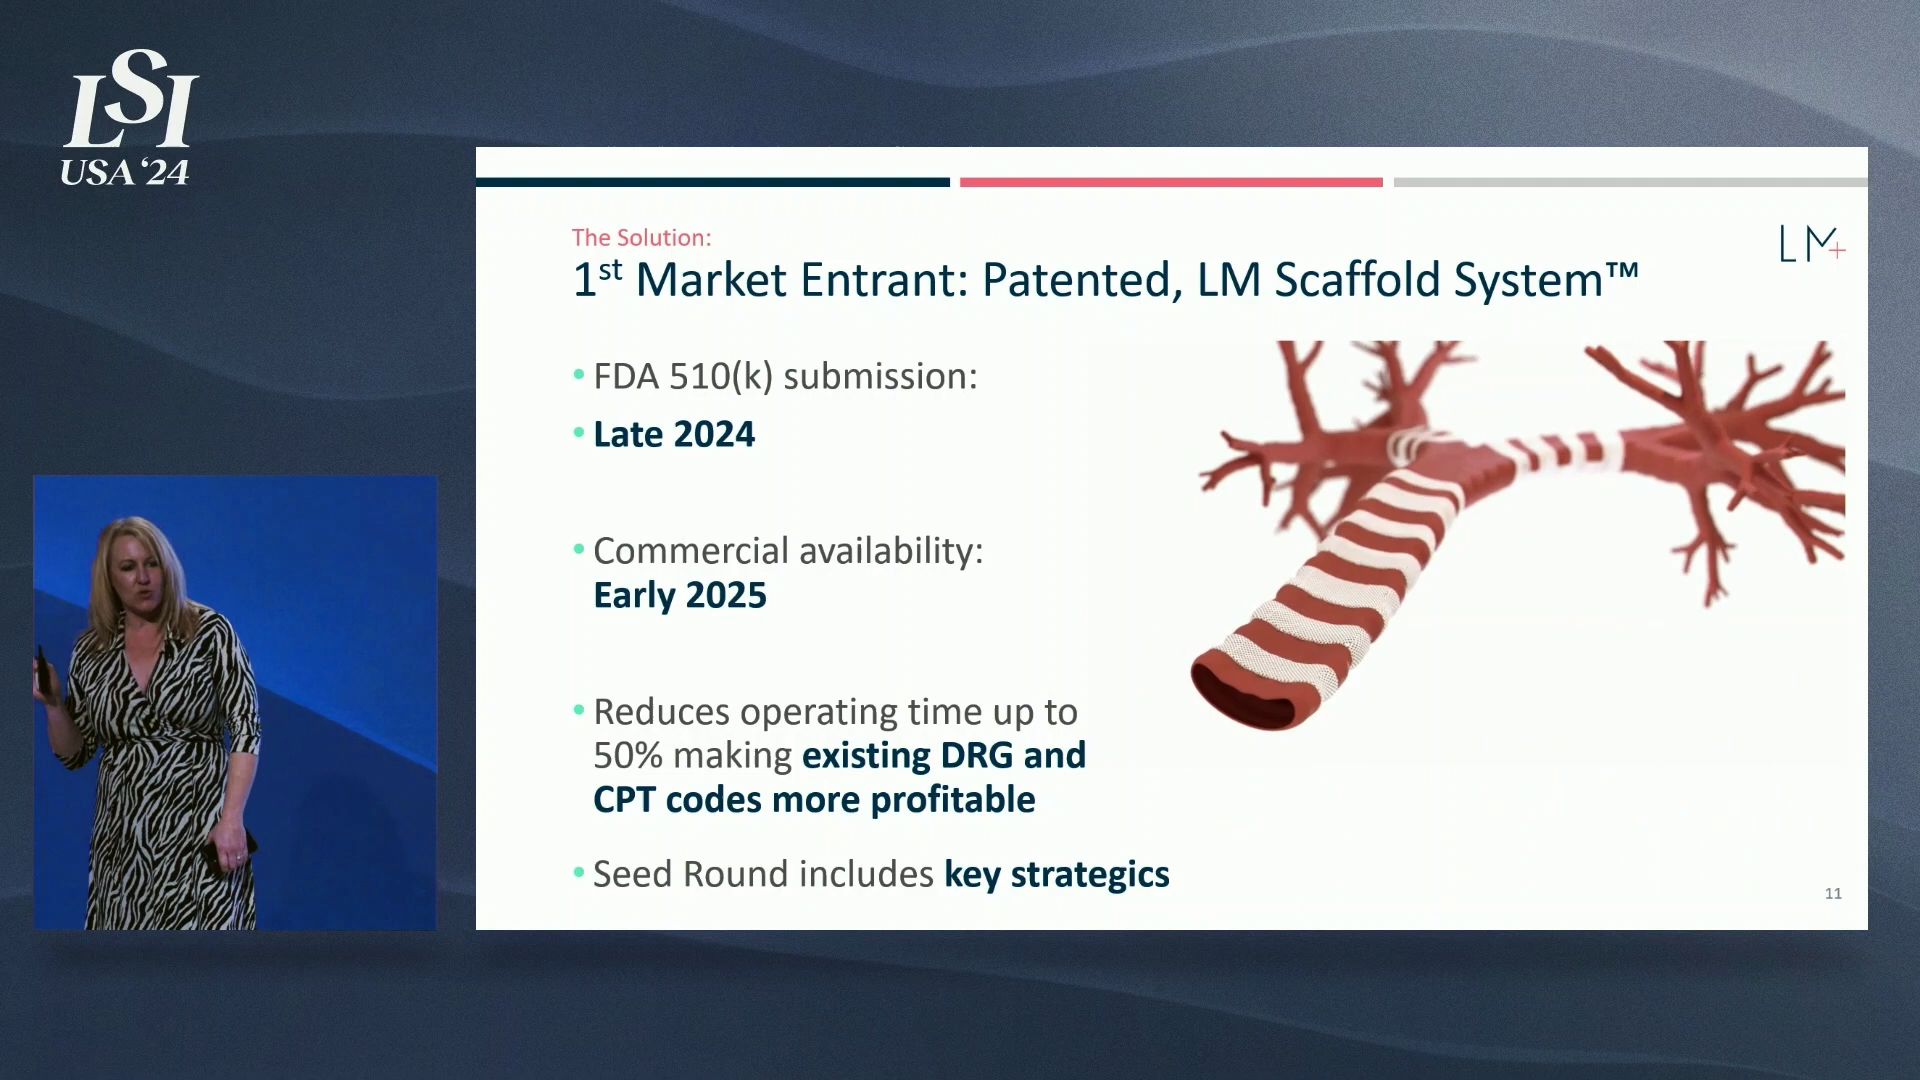 LSI
USA '24
The Solution:
1st Market Entrant: Patented, LM Scaffold System™
LM+
• FDA 510(k) submission:
• Late 2024
• Commercial availability:
Early 2025
• Reduces operating time up to
50% making existing DRG and
CPT codes more profitable
• Seed Round includes key strategics
11